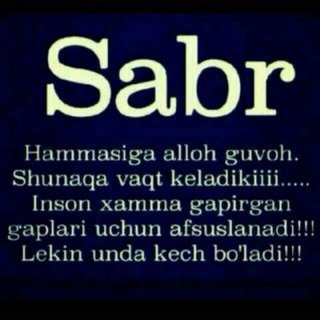 Sabr
Hammasiga alloh guvoh.
Shunaqa vaqt keladikiiii.....
Inson xamma gapirgan
gaplari uchun afsuslanadi!!!
Lekin unda kech bo'ladi!!!